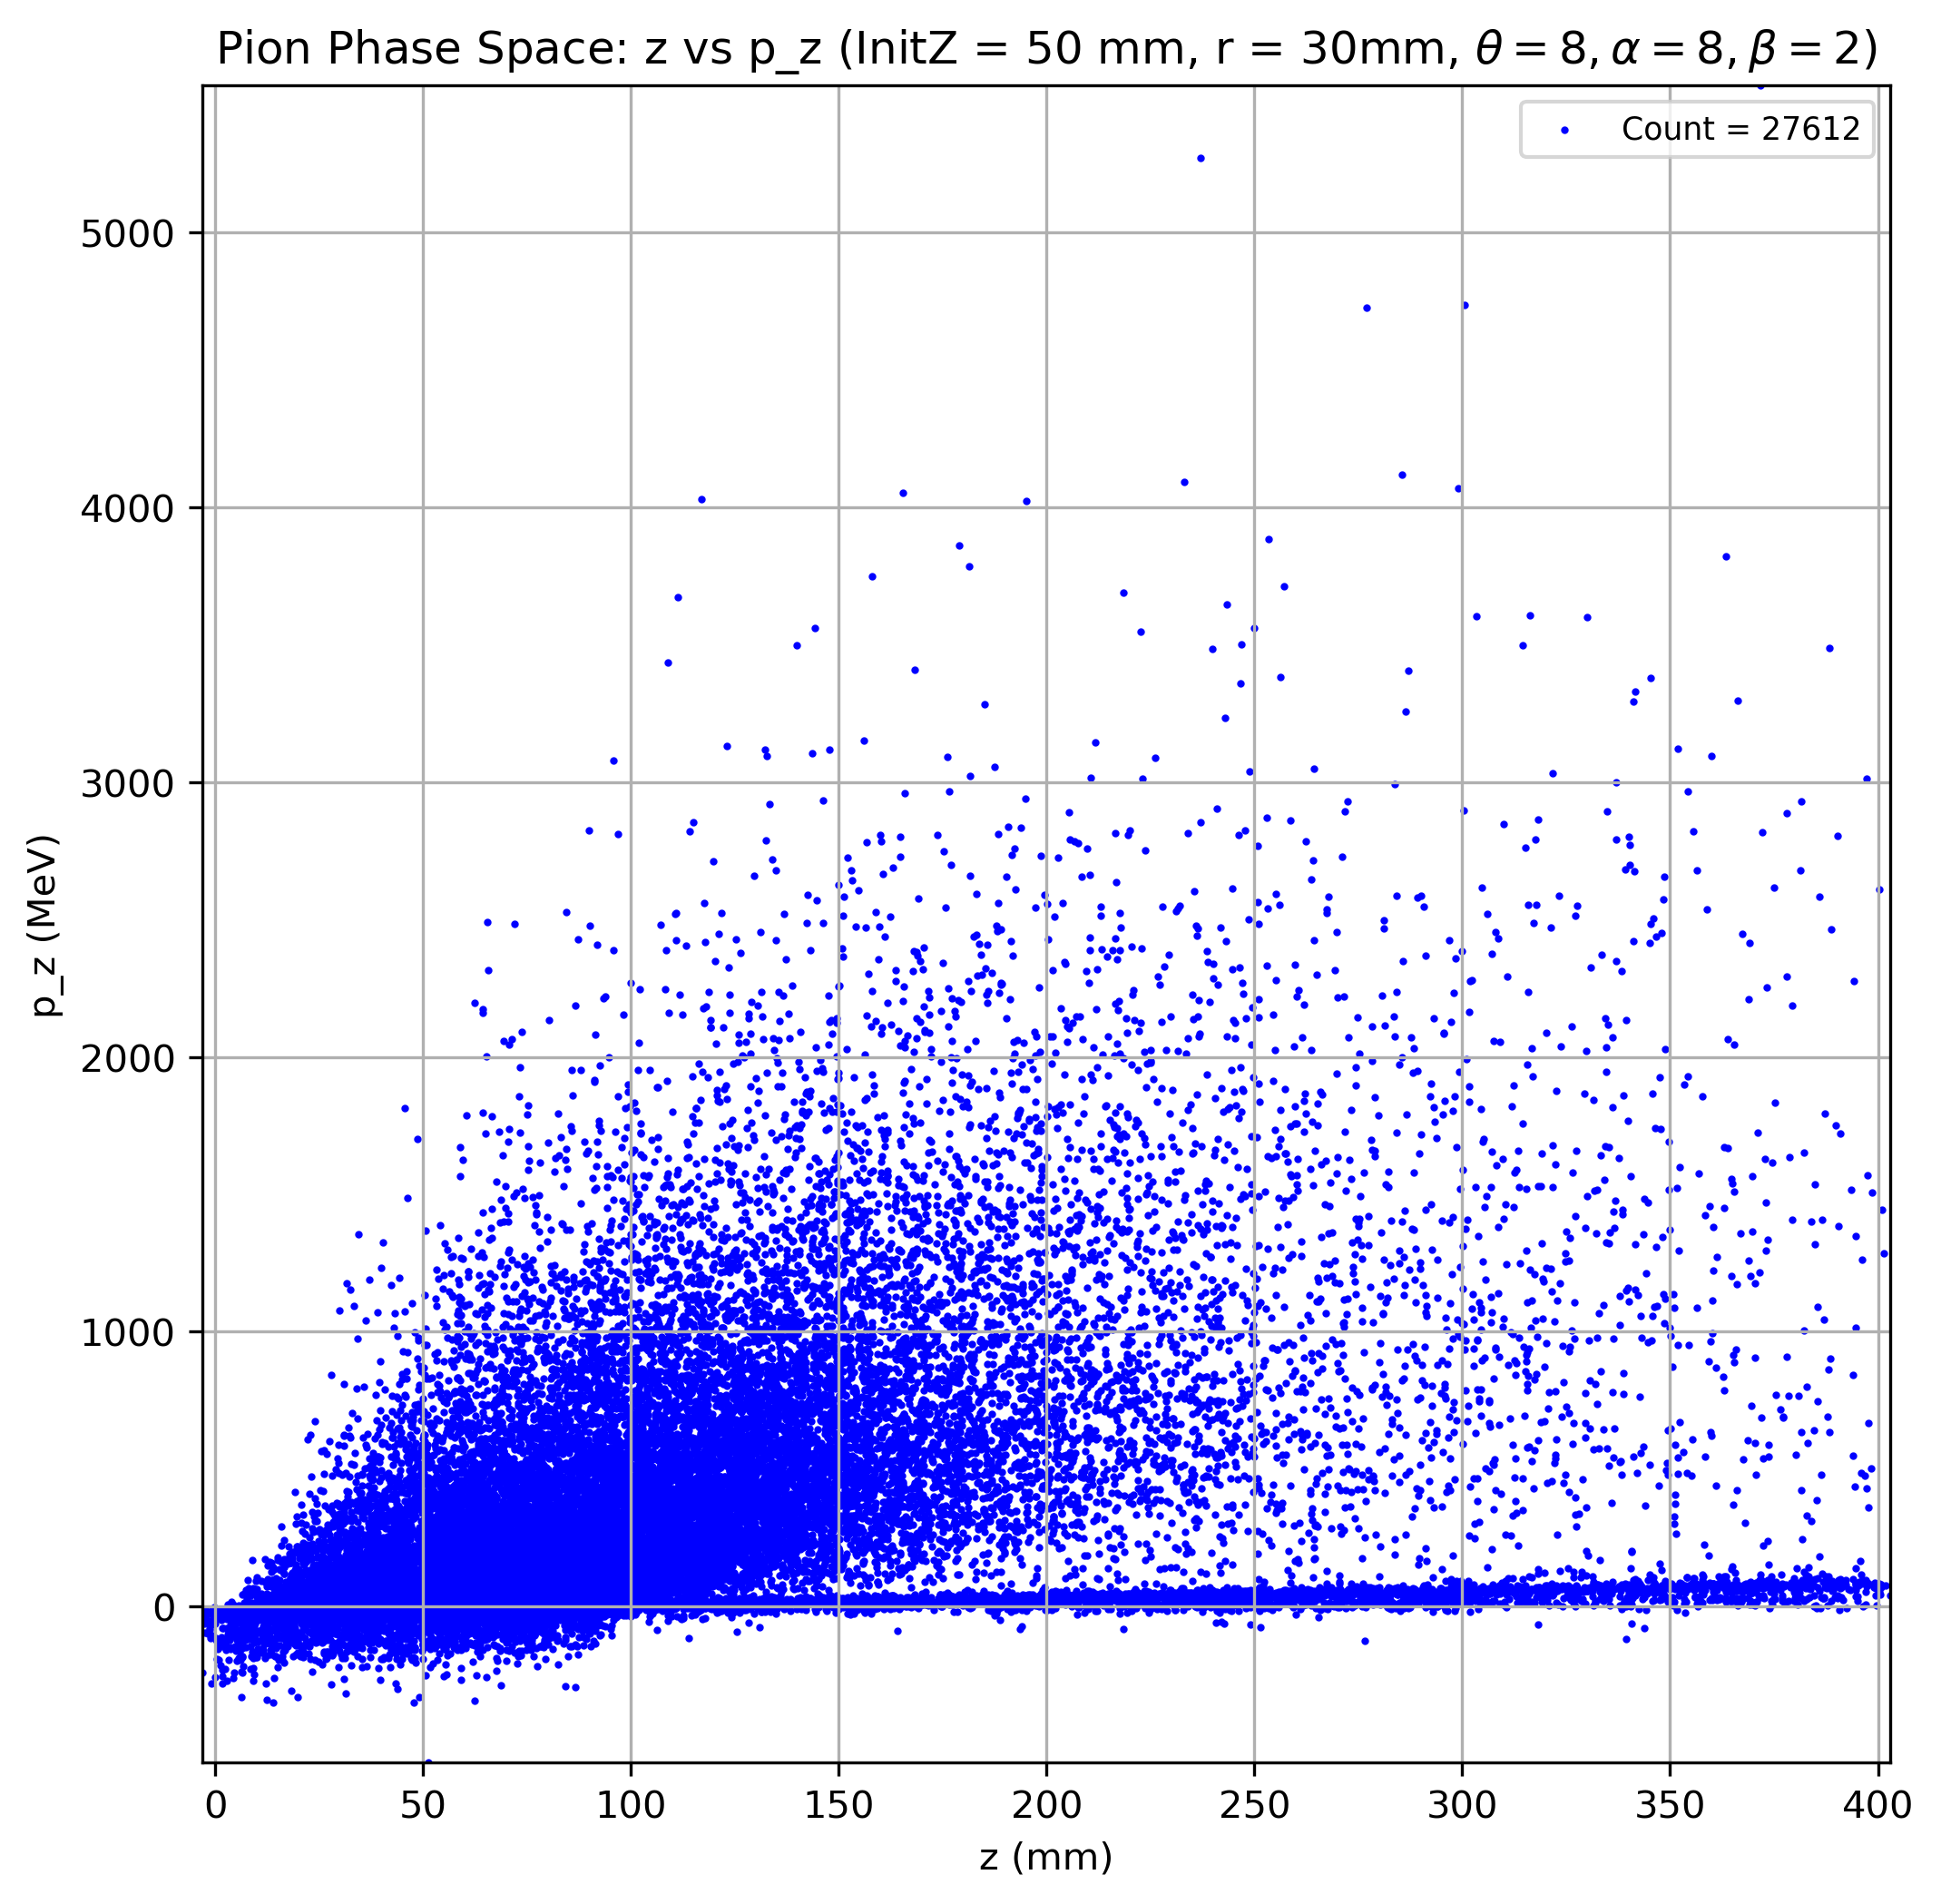 Pion Phase Space: z vs p_z (InitZ = 50 mm, r = 30mm, θ = 8, α = 8, β = 2)
Count = 27612
5000
4000
3000
2000
1000
0
p_z (MeV)
0 50 100 150 200 250 300 350 400
z (mm)